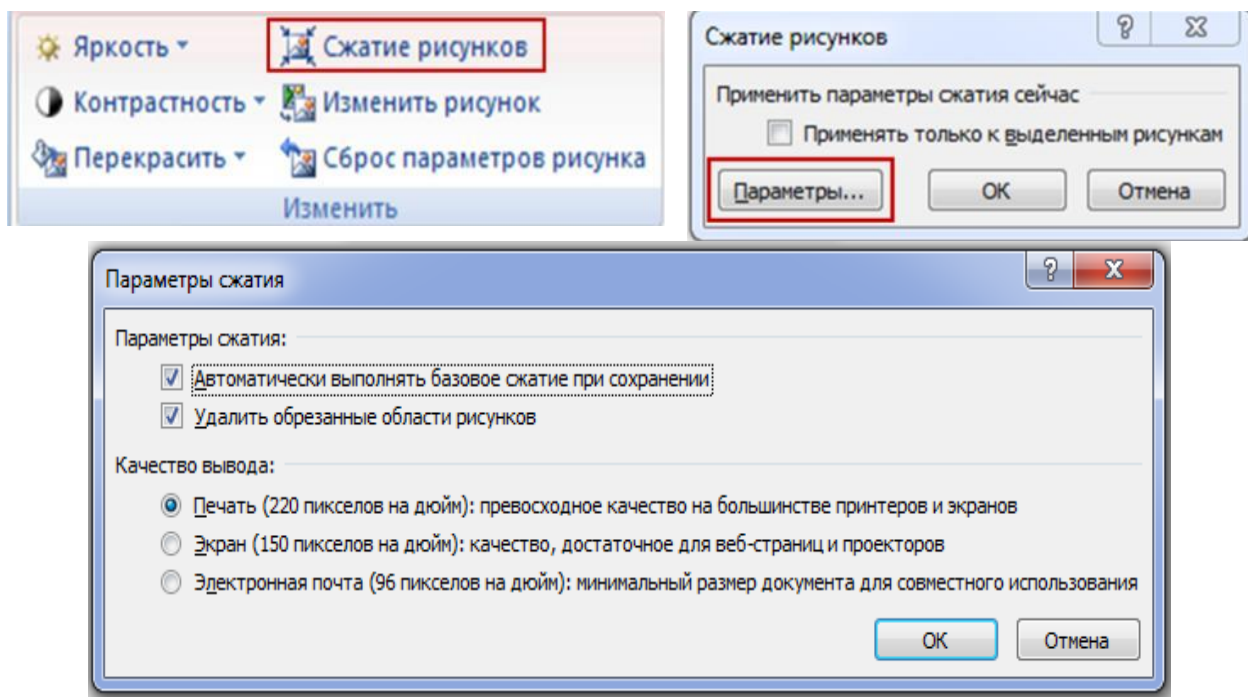 Яркость
Сжатие рисунков
Контрастность
Изменить рисунок
Перекрасить
Сброс параметров рисунка
Изменить
Сжатие рисунков
Применить параметры сжатия сейчас
Применять только к выделенным рисункам
Параметры...
ОК
Отмена
Параметры сжатия
Параметры сжатия:
Автоматически выполнять базовое сжатие при сохранении
Удалить обрезанные области рисунков
Качество вывода:
Печать (220 пикселов на дюйм): превосходное качество на большинстве принтеров и экранов
Экран (150 пикселов на дюйм): качество, достаточное для веб-страниц и проекторов
Электронная почта (96 пикселов на дюйм): минимальный размер документа для совместного использования
ОК
Отмена